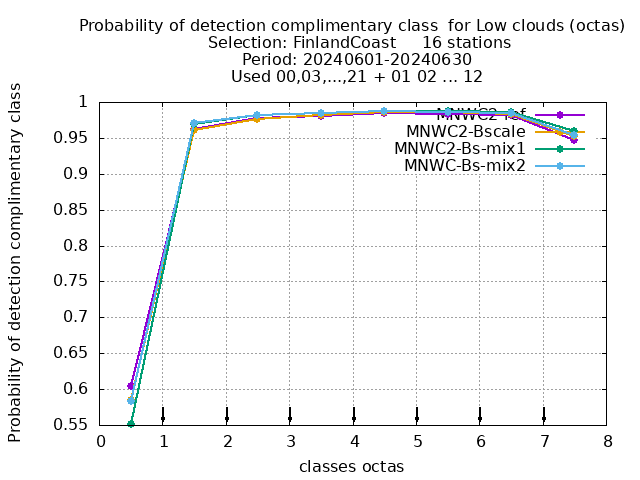 Probability of detection complimentary class  for Low clouds (octas)
Selection: FinlandCoast     16 stations
Period: 20240601-20240630
Used 00,03,...,21 + 01 02 ... 12
Probability of detection complimentary class
1
0.95
0.9
0.85
0.8
0.75
0.7
0.65
0.6
0.55
MNWC2-ref
MNWC2-Bscale
MNWC2-Bs-mix1
MNWC-Bs-mix2
0 1 2 3 4 5 6 7 8
classes octas